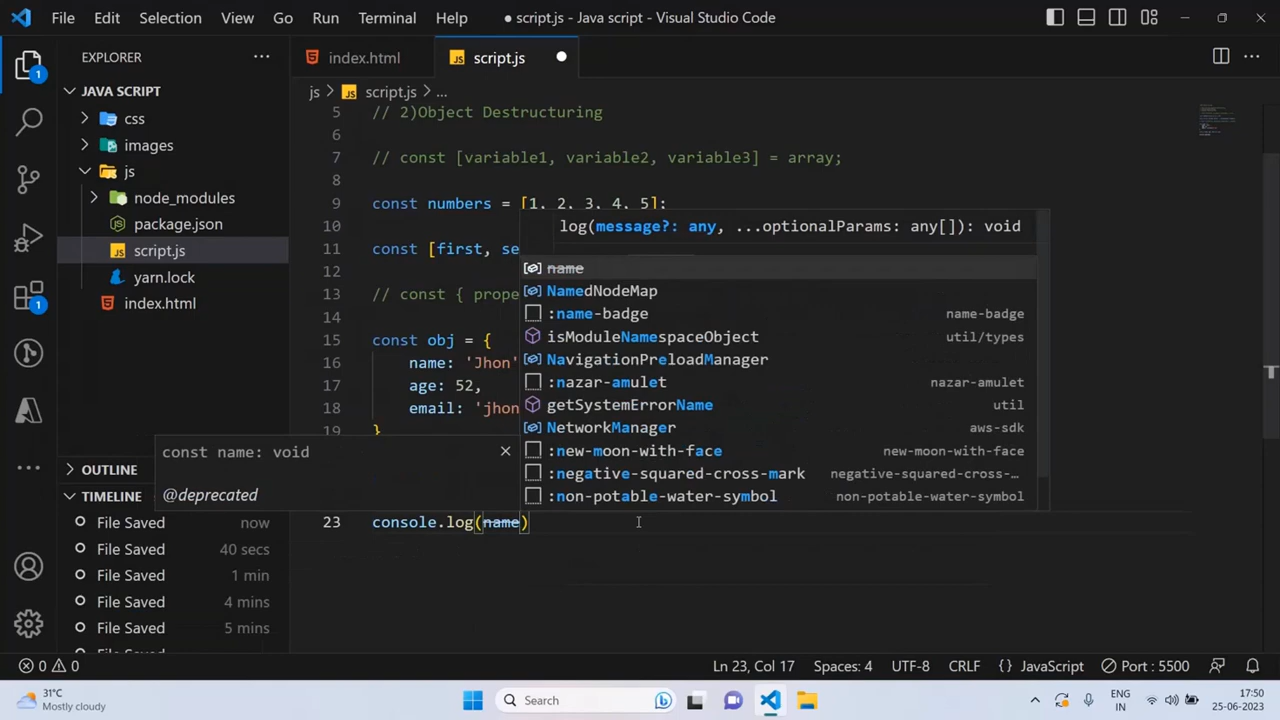 File Edit Selection View Go Run Terminal Help ● script.js - Java script - Visual Studio Code
EXPLORER ...
index.html
script.js
JAVA SCRIPT
css
images
js
node_modules
package.json
script.js
yarn.lock
index.html
OUTLINE
TIMELINE
File Saved now
File Saved 40 secs
File Saved 1 min
File Saved 4 mins
File Saved 5 mins
1
1
js > script.js > ...
5 // 2)Object Destructuring
6
7 // const [variable1, variable2, variable3] = array;
8
9 const numbers = [1, 2, 3, 4, 5];
10
11 const [first, se
12
13 // const { prope
14
15 const obj = {
16 name: 'Jhon'
17 age: 52,
18 email: 'jhon
19 }
23 console.log(name)
log(message?: any, ...optionalParams: any[]): void
name
NamedNodeMap
:name-badge name-badge
isModuleNamespaceObject util/types
NavigationPreloadManager
:nazar-amulet nazar-amulet
getSystemErrorName util
NetworkManager aws-sdk
:new-moon-with-face new-moon-with-face
:negative-squared-cross-mark negative-squared-cross-…
:non-potable-water-symbol non-potable-water-symbol
const name: void
@deprecated
0 0 Ln 23, Col 17 Spaces: 4 UTF-8 CRLF {} JavaScript Port : 5500
31°C
Mostly cloudy
Search
ENG
IN
17:50
25-06-2023